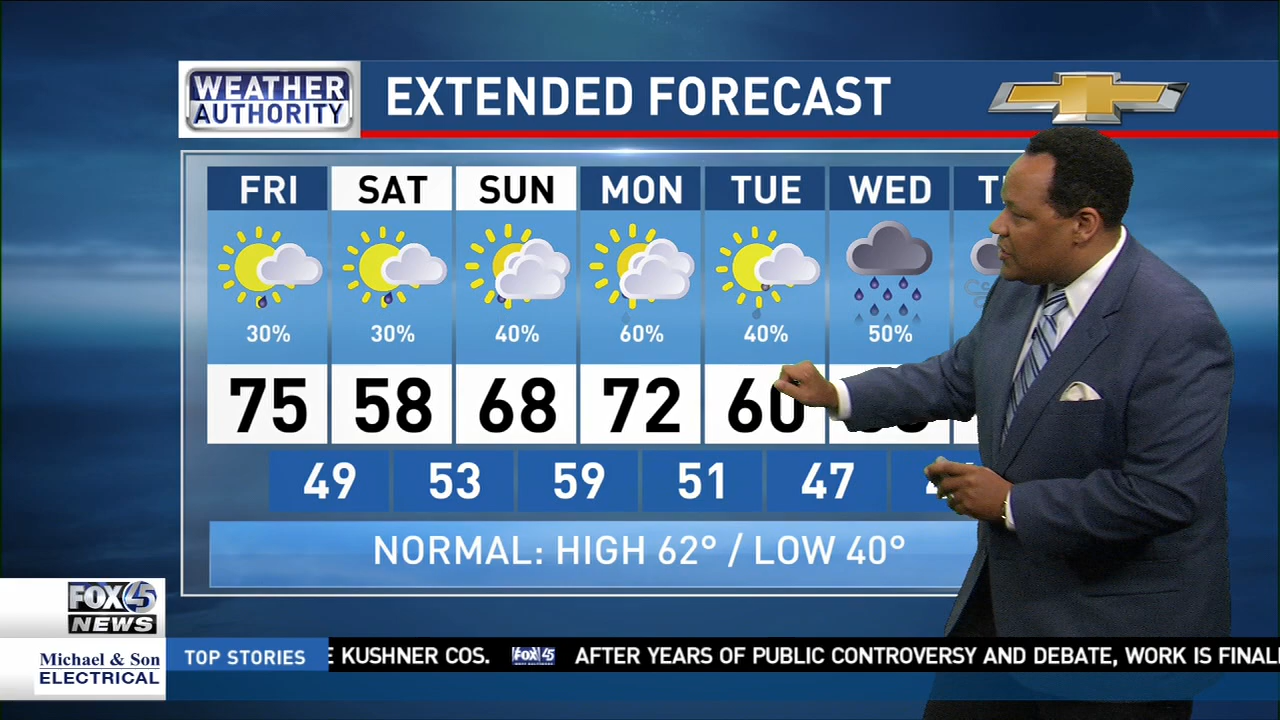 WEATHER
AUTHORITY
EXTENDED FORECAST
FRI SAT SUN MON TUE WED
30% 30% 40% 60% 40% 50%
75 58 68 72 60
49 53 59 51 47
NORMAL: HIGH 62° / LOW 40°
FOX 45
NEWS
Michael & Son
ELECTRICAL
TOP STORIES
KUSHNER COS. FOX 45 AFTER YEARS OF PUBLIC CONTROVERSY AND DEBATE, WORK IS